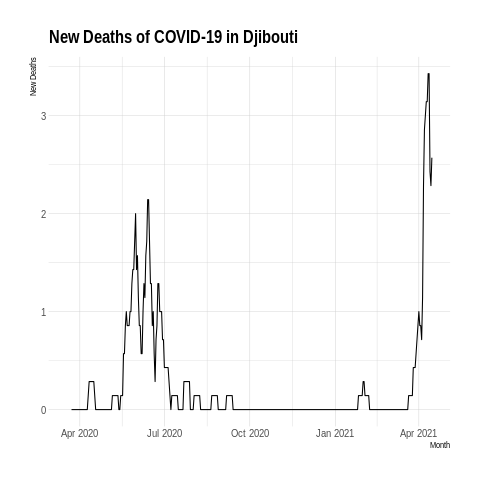 New Deaths of COVID-19 in Djibouti
New Deaths
3
2
1
0
Apr 2020 Jul 2020 Oct 2020 Jan 2021 Apr 2021
Month